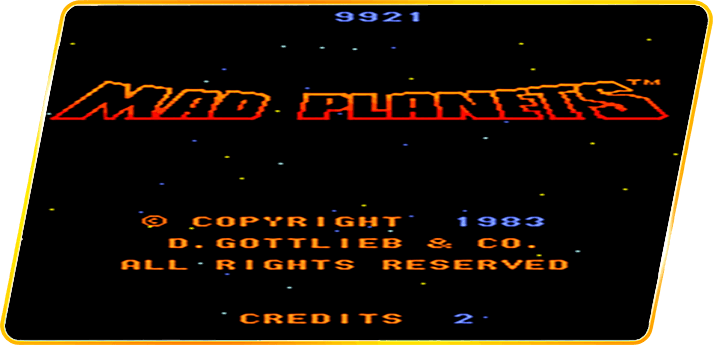 9921
MAD PLANETS™
© COPYRIGHT 1983
D. GOTTLIEB & CO.
ALL RIGHTS RESERVED
CREDITS 2